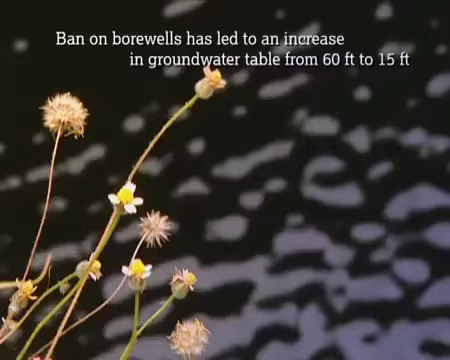 Ban on borewells has led to an increase
in groundwater table from 60 ft to 15 ft